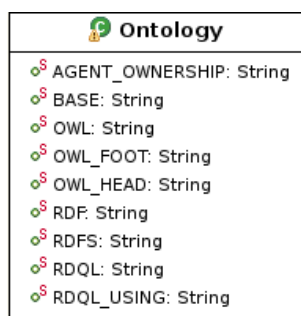 Ontology
AGENT_OWNERSHIP: String
BASE: String
OWL: String
OWL_FOOT: String
OWL_HEAD: String
RDF: String
RDFS: String
RDQL: String
RDQL_USING: String